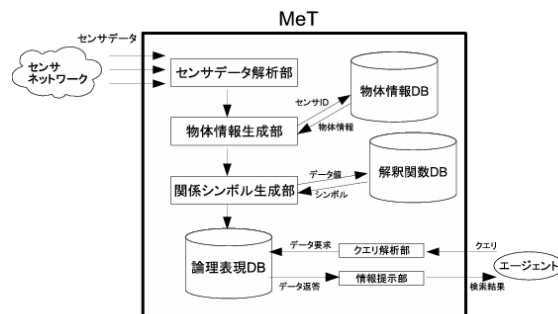 MeT
センサデータ
センサ
ネットワーク
センサデータ解析部
物体情報DB
センサID
物体情報
物体情報生成部
解釈関数DB
データ値
シンボル
関係シンボル生成部
論理表現DB
データ要求
クエリ解析部
クエリ
エージェント
データ返答
情報提示部
検索結果